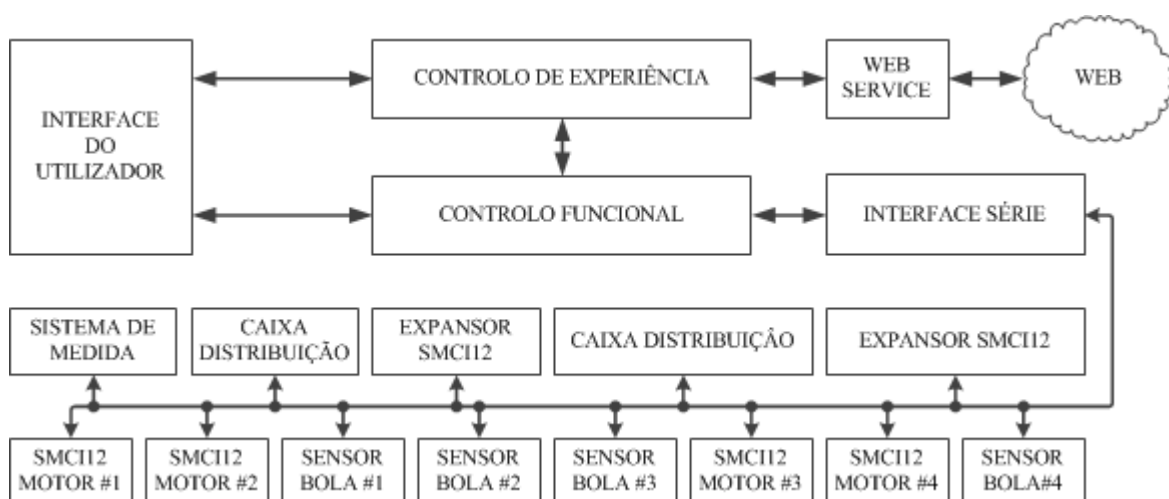 CONTROLO DE EXPERIÊNCIA
WEB
SERVICE
WEB
INTERFACE
DO
UTILIZADOR
CONTROLO FUNCIONAL
INTERFACE SÉRIE
SISTEMA DE
MEDIDA
CAIXA
DISTRIBUIÇÃO
EXPANSOR
SMCI12
CAIXA DISTRIBUIÇÃO
EXPANSOR SMCI12
SMCI12
MOTOR #1
SMCI12
MOTOR #2
SENSOR
BOLA #1
SENSOR
BOLA #2
SENSOR
BOLA #3
SMCI12
MOTOR #3
SMCI12
MOTOR #4
SENSOR
BOLA#4